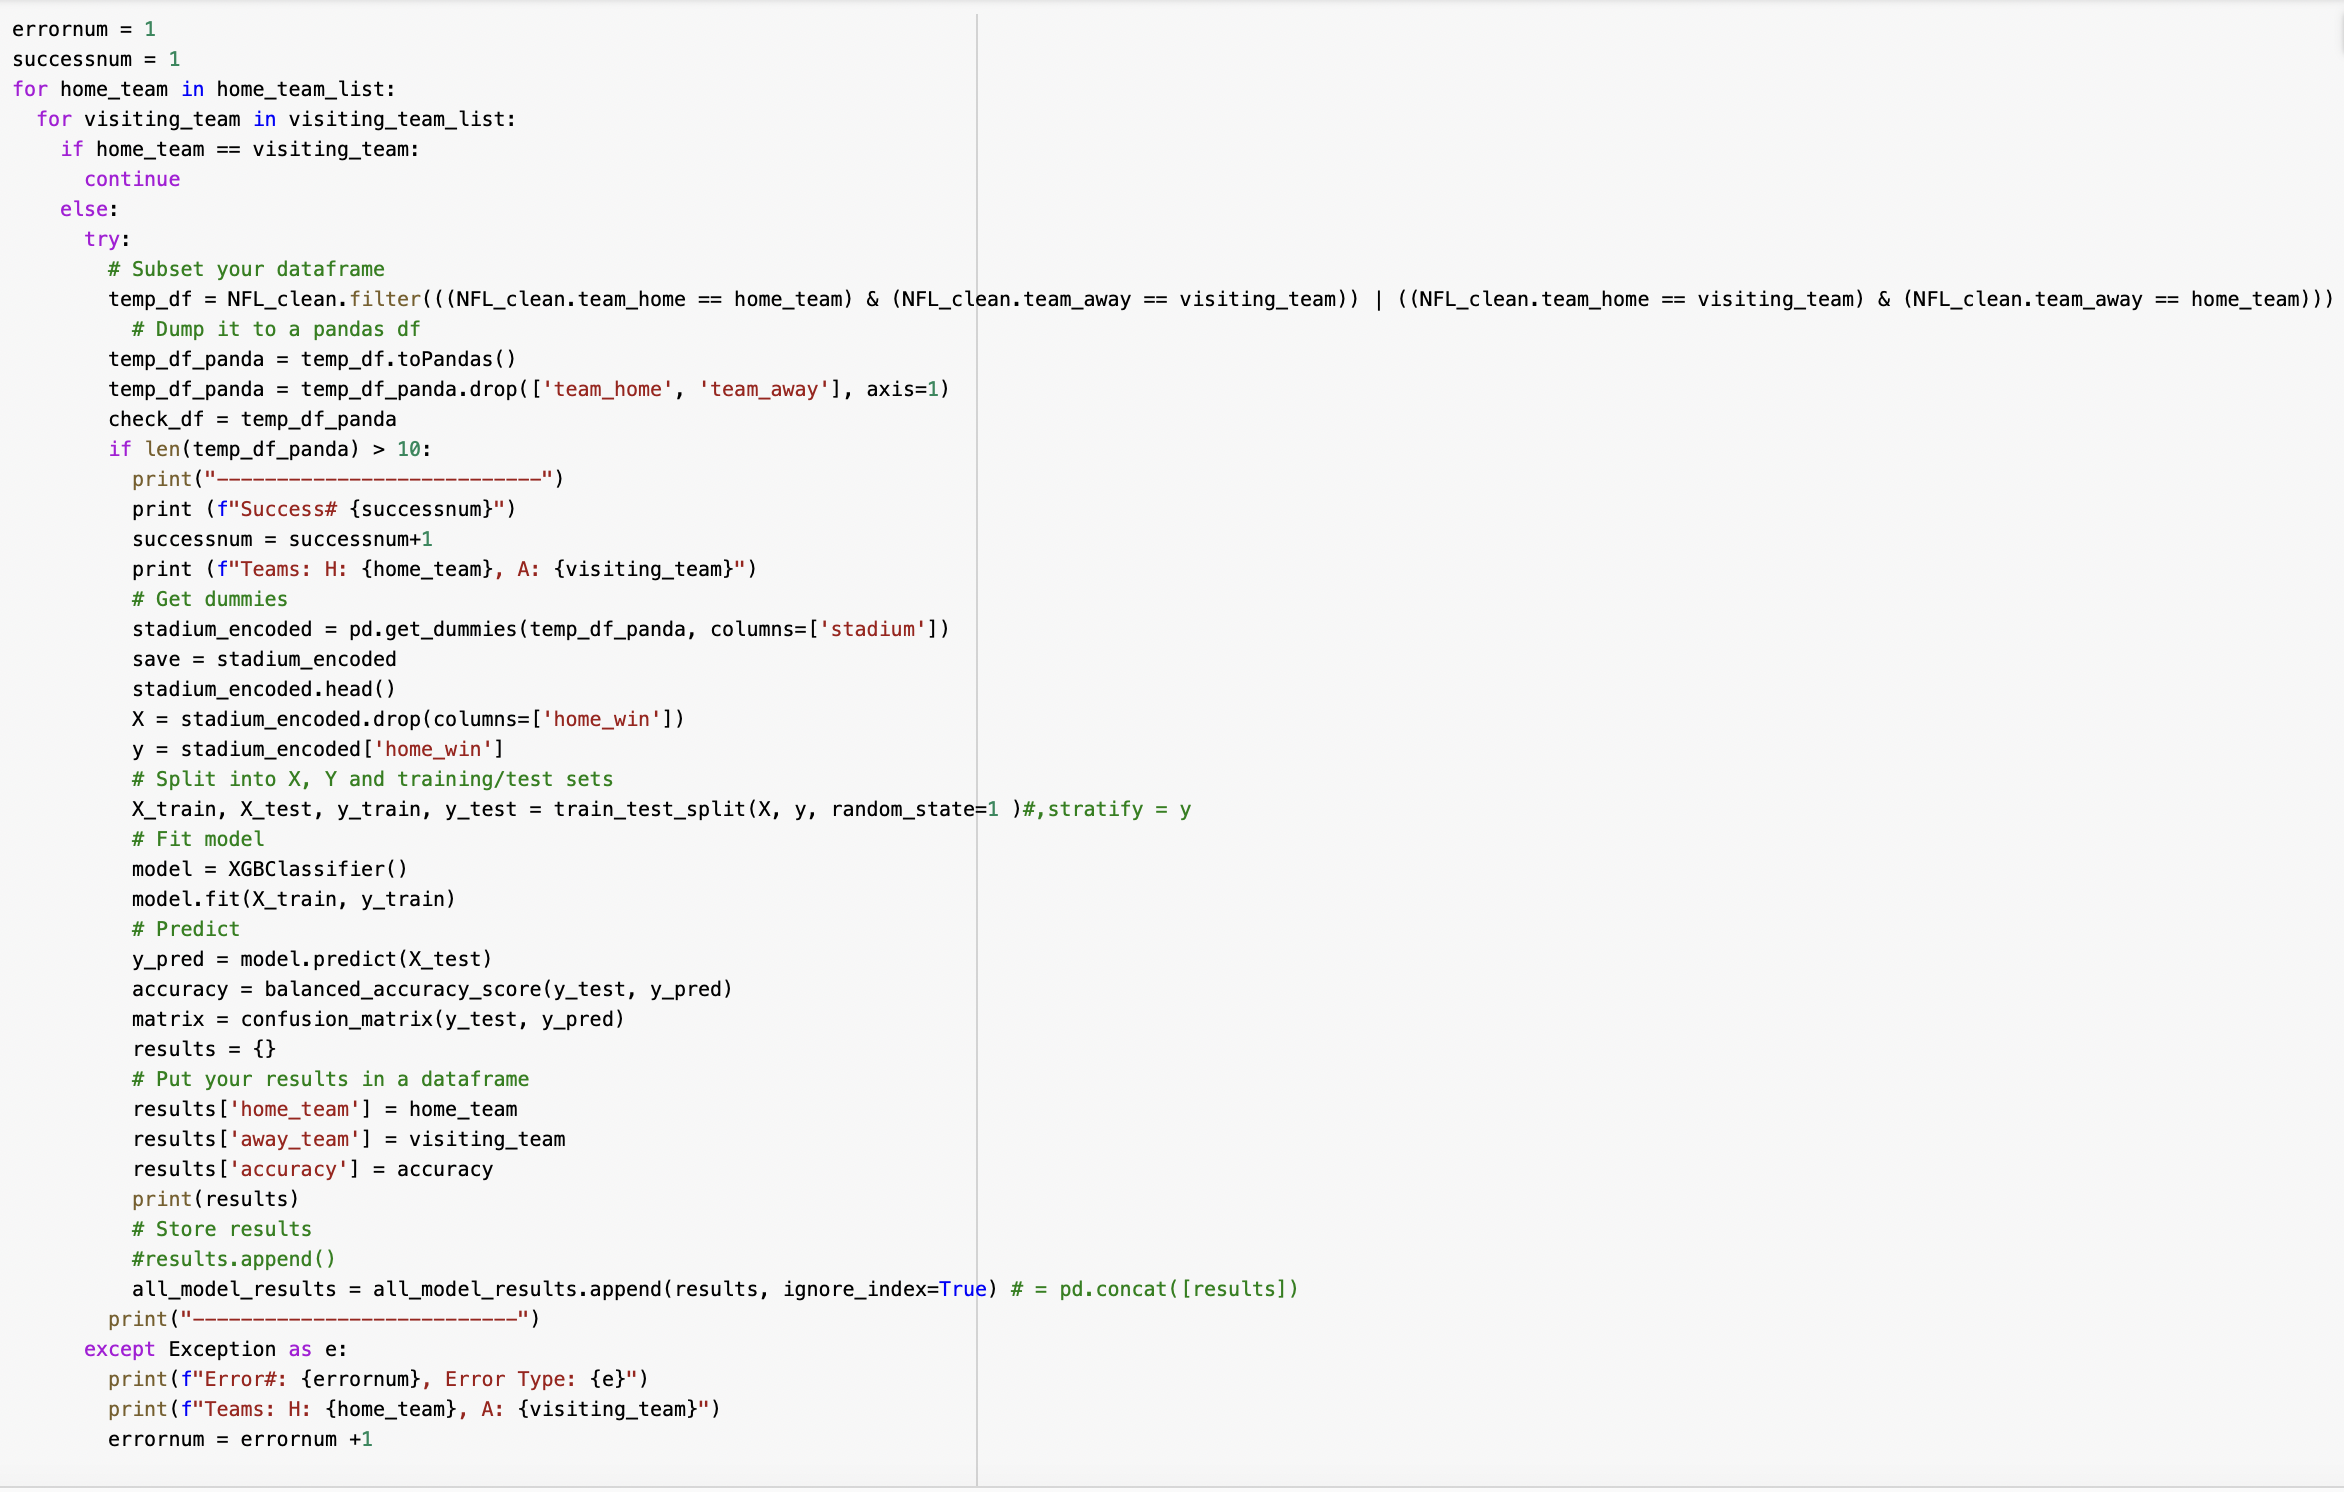 errornum = 1
successnum = 1
for home_team in home_team_list:
  for visiting_team in visiting_team_list:
    if home_team == visiting_team:
      continue
    else:
      try:
        # Subset your dataframe
        temp_df = NFL_clean.filter(((NFL_clean.team_home == home_team) & (NFL_clean.team_away == visiting_team)) | ((NFL_clean.team_home == visiting_team) & (NFL_clean.team_away == home_team)))
          # Dump it to a pandas df
        temp_df_panda = temp_df.toPandas()
        temp_df_panda = temp_df_panda.drop(['team_home', 'team_away'], axis=1)
        check_df = temp_df_panda
        if len(temp_df_panda) > 10:
          print("---------------------------")
          print (f"Success# {successnum}")
          successnum = successnum+1
          print (f"Teams: H: {home_team}, A: {visiting_team}")
          # Get dummies
          stadium_encoded = pd.get_dummies(temp_df_panda, columns=['stadium'])
          save = stadium_encoded
          stadium_encoded.head()
          X = stadium_encoded.drop(columns=['home_win'])
          y = stadium_encoded['home_win']
          # Split into X, Y and training/test sets
          X_train, X_test, y_train, y_test = train_test_split(X, y, random_state=1 )#,stratify = y
          # Fit model
          model = XGBClassifier()
          model.fit(X_train, y_train)
          # Predict
          y_pred = model.predict(X_test)
          accuracy = balanced_accuracy_score(y_test, y_pred)
          matrix = confusion_matrix(y_test, y_pred)
          results = {}
          # Put your results in a dataframe
          results['home_team'] = home_team
          results['away_team'] = visiting_team
          results['accuracy'] = accuracy
          print(results)
          # Store results
          #results.append()
          all_model_results = all_model_results.append(results, ignore_index=True) # = pd.concat([results])
        print("---------------------------")
      except Exception as e:
        print(f"Error#: {errornum}, Error Type: {e}")
        print(f"Teams: H: {home_team}, A: {visiting_team}")
        errornum = errornum +1